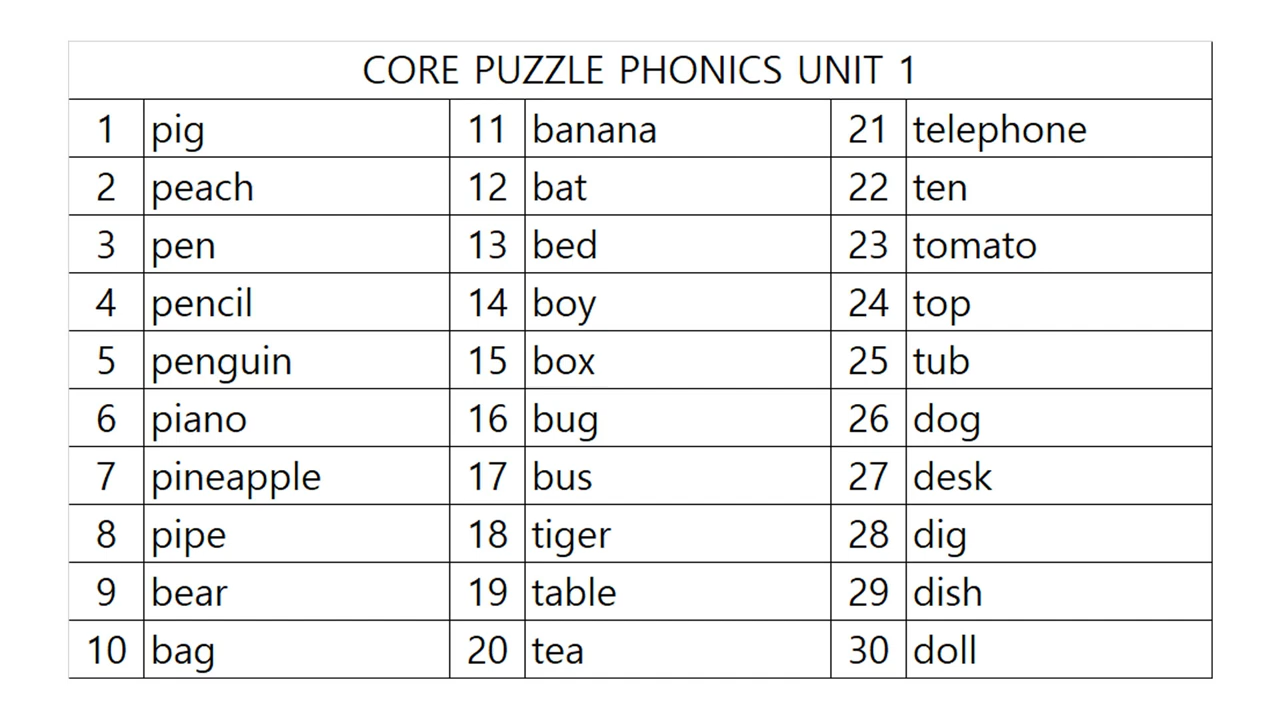 CORE PUZZLE PHONICS UNIT 1
1 pig 11 banana 21 telephone
2 peach 12 bat 22 ten
3 pen 13 bed 23 tomato
4 pencil 14 boy 24 top
5 penguin 15 box 25 tub
6 piano 16 bug 26 dog
7 pineapple 17 bus 27 desk
8 pipe 18 tiger 28 dig
9 bear 19 table 29 dish
10 bag 20 tea 30 doll